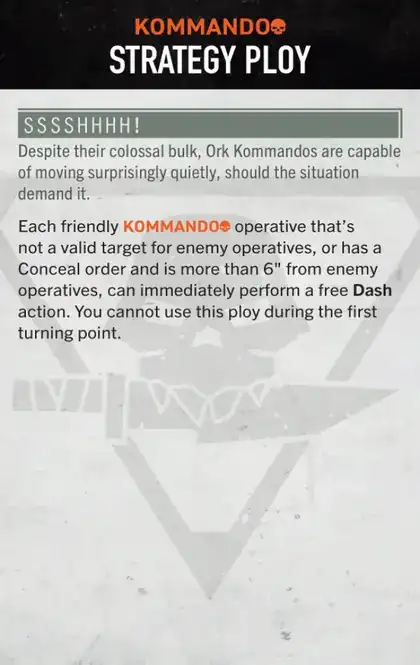 KOMMANDO
STRATEGY PLOY
SSSSHHHH!
Despite their colossal bulk, Ork Kommandos are capable
of moving surprisingly quietly, should the situation
demand it.
Each friendly KOMMANDO operative that's
not a valid target for enemy operatives, or has a
Conceal order and is more than 6" from enemy
operatives, can immediately perform a free Dash
action. You cannot use this ploy during the first
turning point.